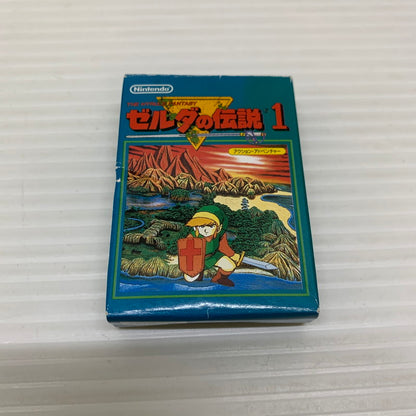 Nintendo
THE HYRULE FANTASY
ゼルダの伝説 1
アクション・アドベンチャー